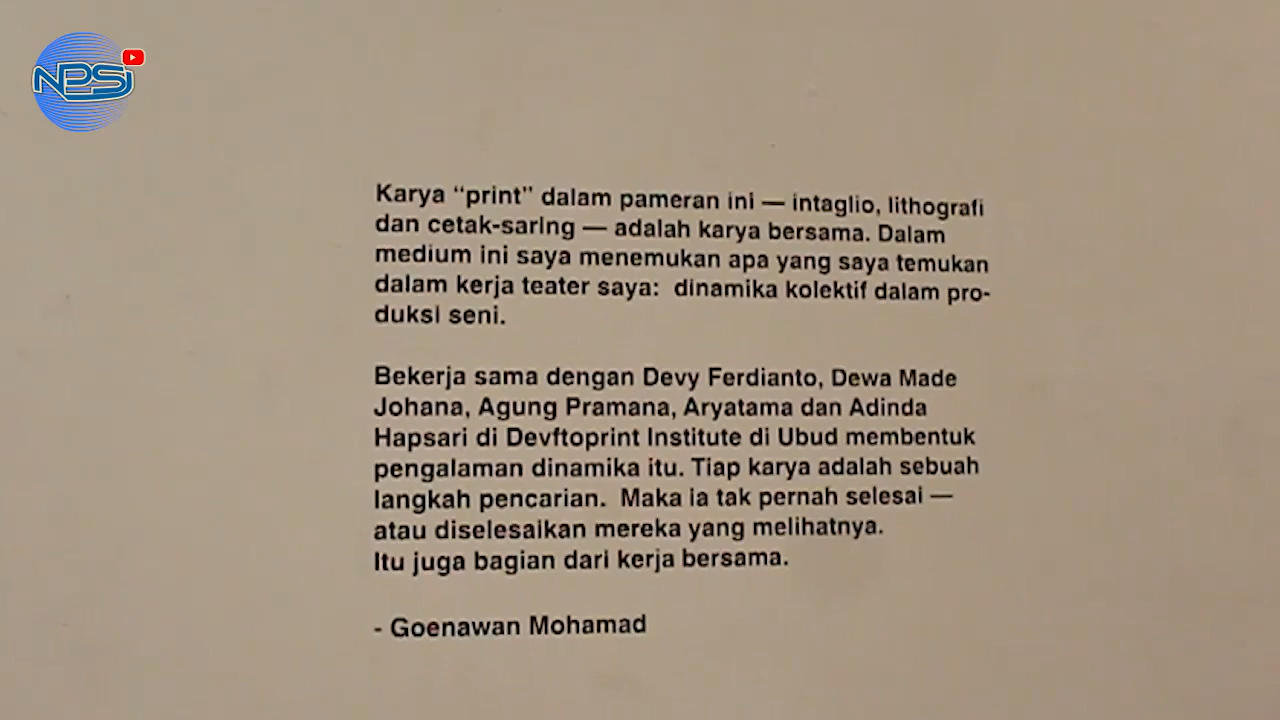 NPSJ
Karya “print” dalam pameran ini — intaglio, lithografi
dan cetak-saring — adalah karya bersama. Dalam
medium ini saya menemukan apa yang saya temukan
dalam kerja teater saya:  dinamika kolektif dalam pro-
duksi seni.
Bekerja sama dengan Devy Ferdianto, Dewa Made
Johana, Agung Pramana, Aryatama dan Adinda
Hapsari di Devftoprint Institute di Ubud membentuk
pengalaman dinamika itu. Tiap karya adalah sebuah
langkah pencarian.  Maka ia tak pernah selesai —
atau diselesaikan mereka yang melihatnya.
Itu juga bagian dari kerja bersama.
- Goenawan Mohamad